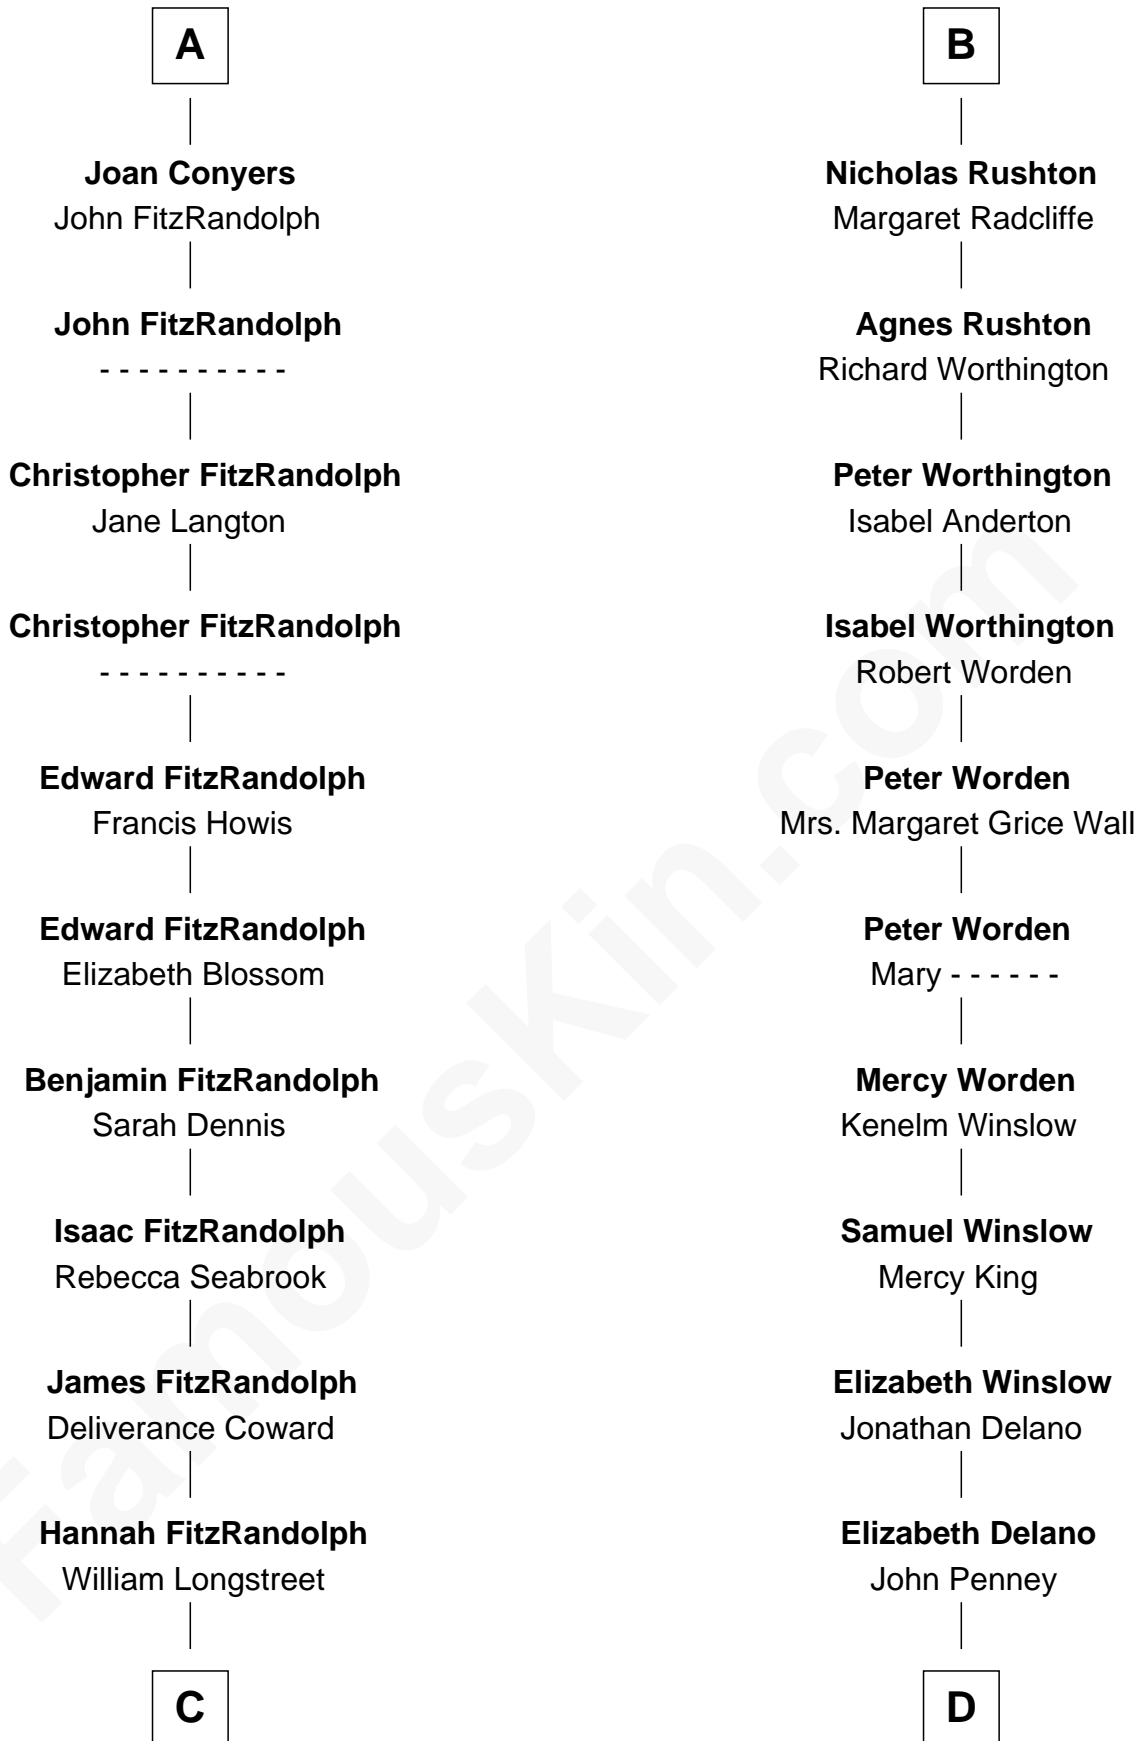 A
Joan Conyers
John FitzRandolph
John FitzRandolph
- - - - - - - - - -
Christopher FitzRandolph
Jane Langton
Christopher FitzRandolph
- - - - - - - - - -
Edward FitzRandolph
Francis Howis
Edward FitzRandolph
Elizabeth Blossom
Benjamin FitzRandolph
Sarah Dennis
Isaac FitzRandolph
Rebecca Seabrook
James FitzRandolph
Deliverance Coward
Hannah FitzRandolph
William Longstreet
C
B
Nicholas Rushton
Margaret Radcliffe
Agnes Rushton
Richard Worthington
Peter Worthington
Isabel Anderton
Isabel Worthington
Robert Worden
Peter Worden
Mrs. Margaret Grice Wall
Peter Worden
Mary - - - - - -
Mercy Worden
Kenelm Winslow
Samuel Winslow
Mercy King
Elizabeth Winslow
Jonathan Delano
Elizabeth Delano
John Penney
D
FamousKin.com